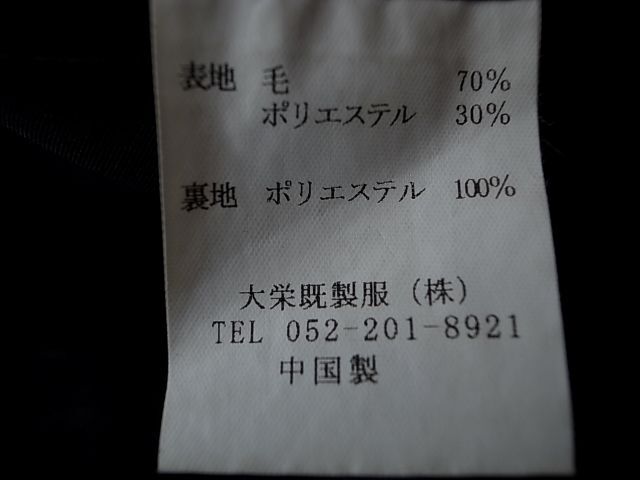 表地 毛 70%
ポリエステル 30%
裏地 ポリエステル 100%
大栄既製服(株)
TEL 052-201-8921
中国製